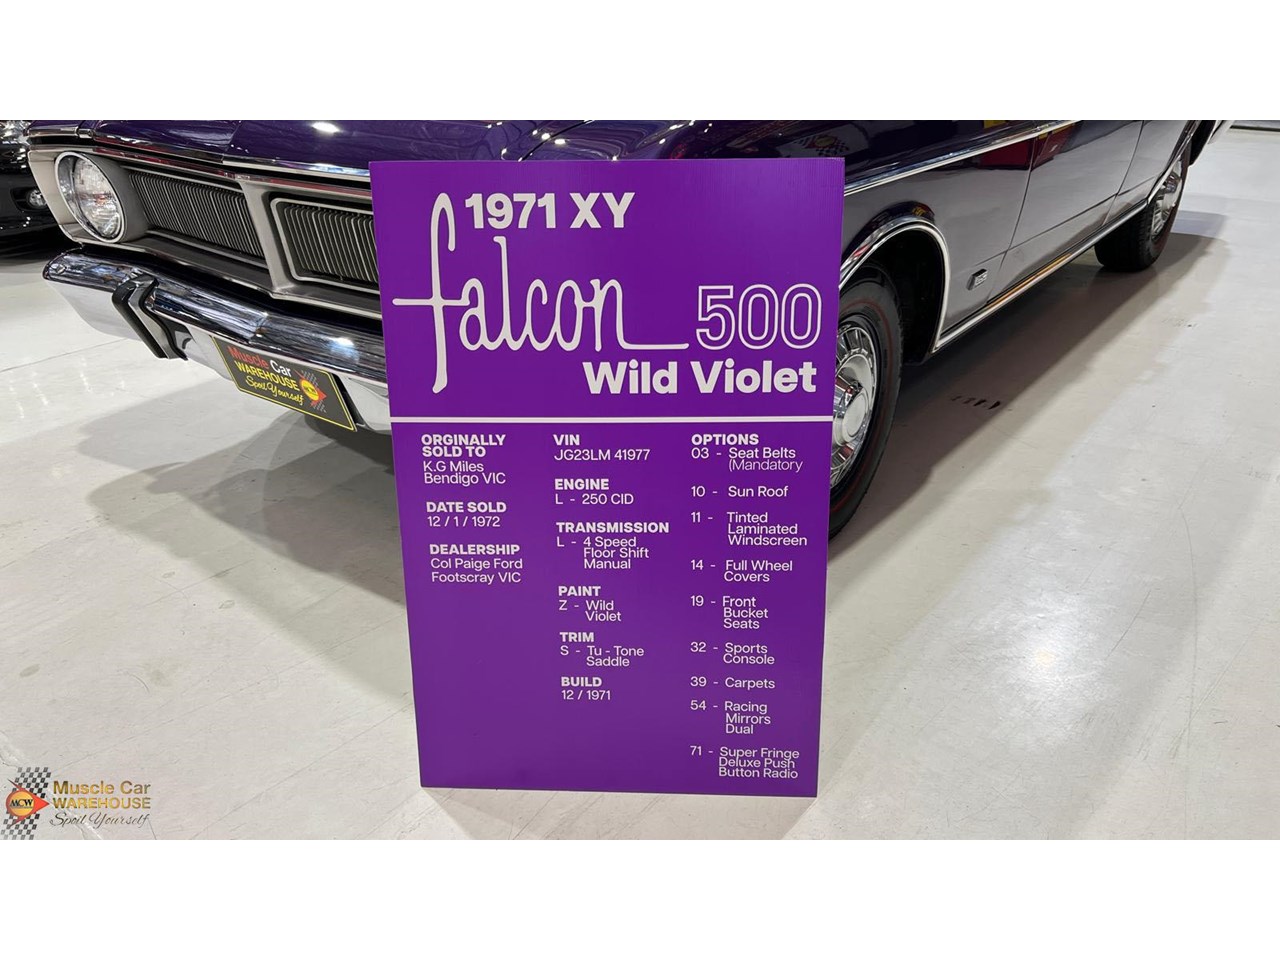 1971 XY
falcon 500
Wild Violet
ORGINALLY
SOLD TO
K.G Miles
Bendigo VIC
DATE SOLD
12 / 1 / 1972
DEALERSHIP
Col Paige Ford
Footscray VIC
VIN
JG23LM 41977
ENGINE
L - 250 CID
TRANSMISSION
L - 4 Speed
Floor Shift
Manual
PAINT
Z - Wild
Violet
TRIM
S - Tu - Tone
Saddle
BUILD
12 / 1971
OPTIONS
03 - Seat Belts
(Mandatory
10 - Sun Roof
11 - Tinted
Laminated
Windscreen
14 - Full Wheel
Covers
19 - Front
Bucket
Seats
32 - Sports
Console
39 - Carpets
54 - Racing
Mirrors
Dual
71 - Super Fringe
Deluxe Push
Button Radio
Muscle Car
WAREHOUSE
Spoil Yourself
MCW
Muscle Car
WAREHOUSE
Spoil Yourself